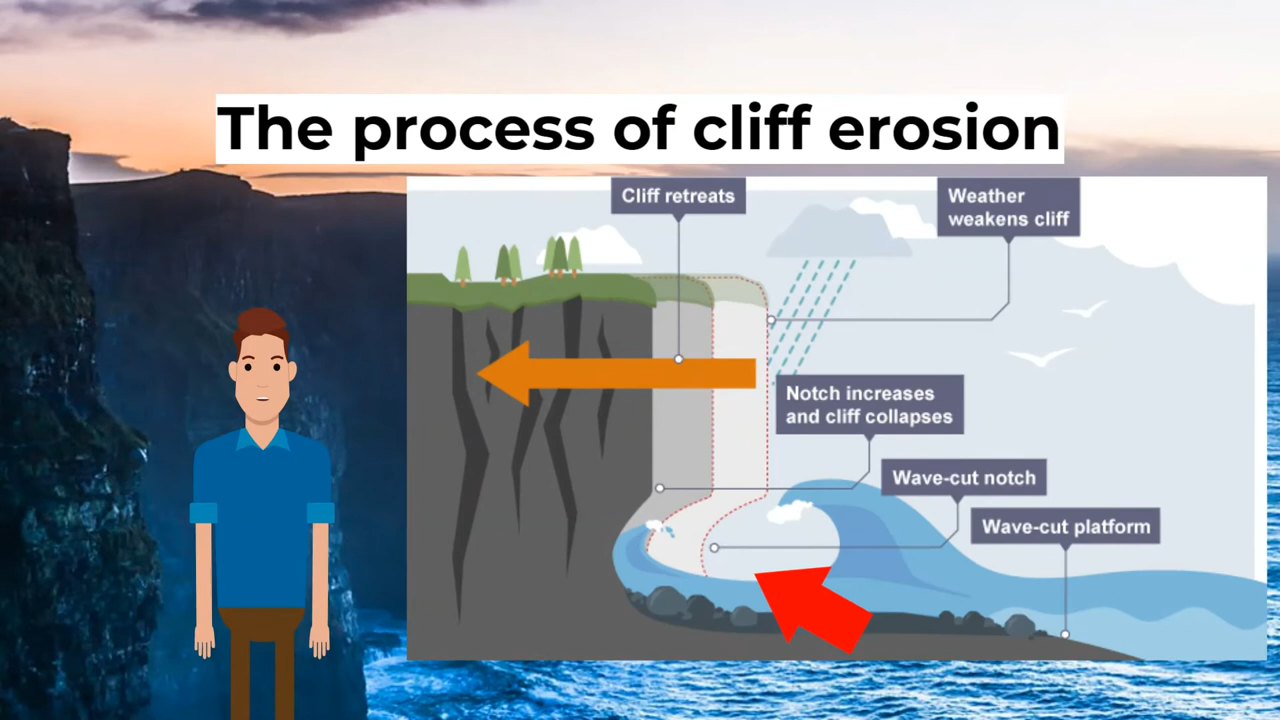 The process of cliff erosion
Cliff retreats
Weather
weakens cliff
Notch increases
and cliff collapses
Wave-cut notch
Wave-cut platform